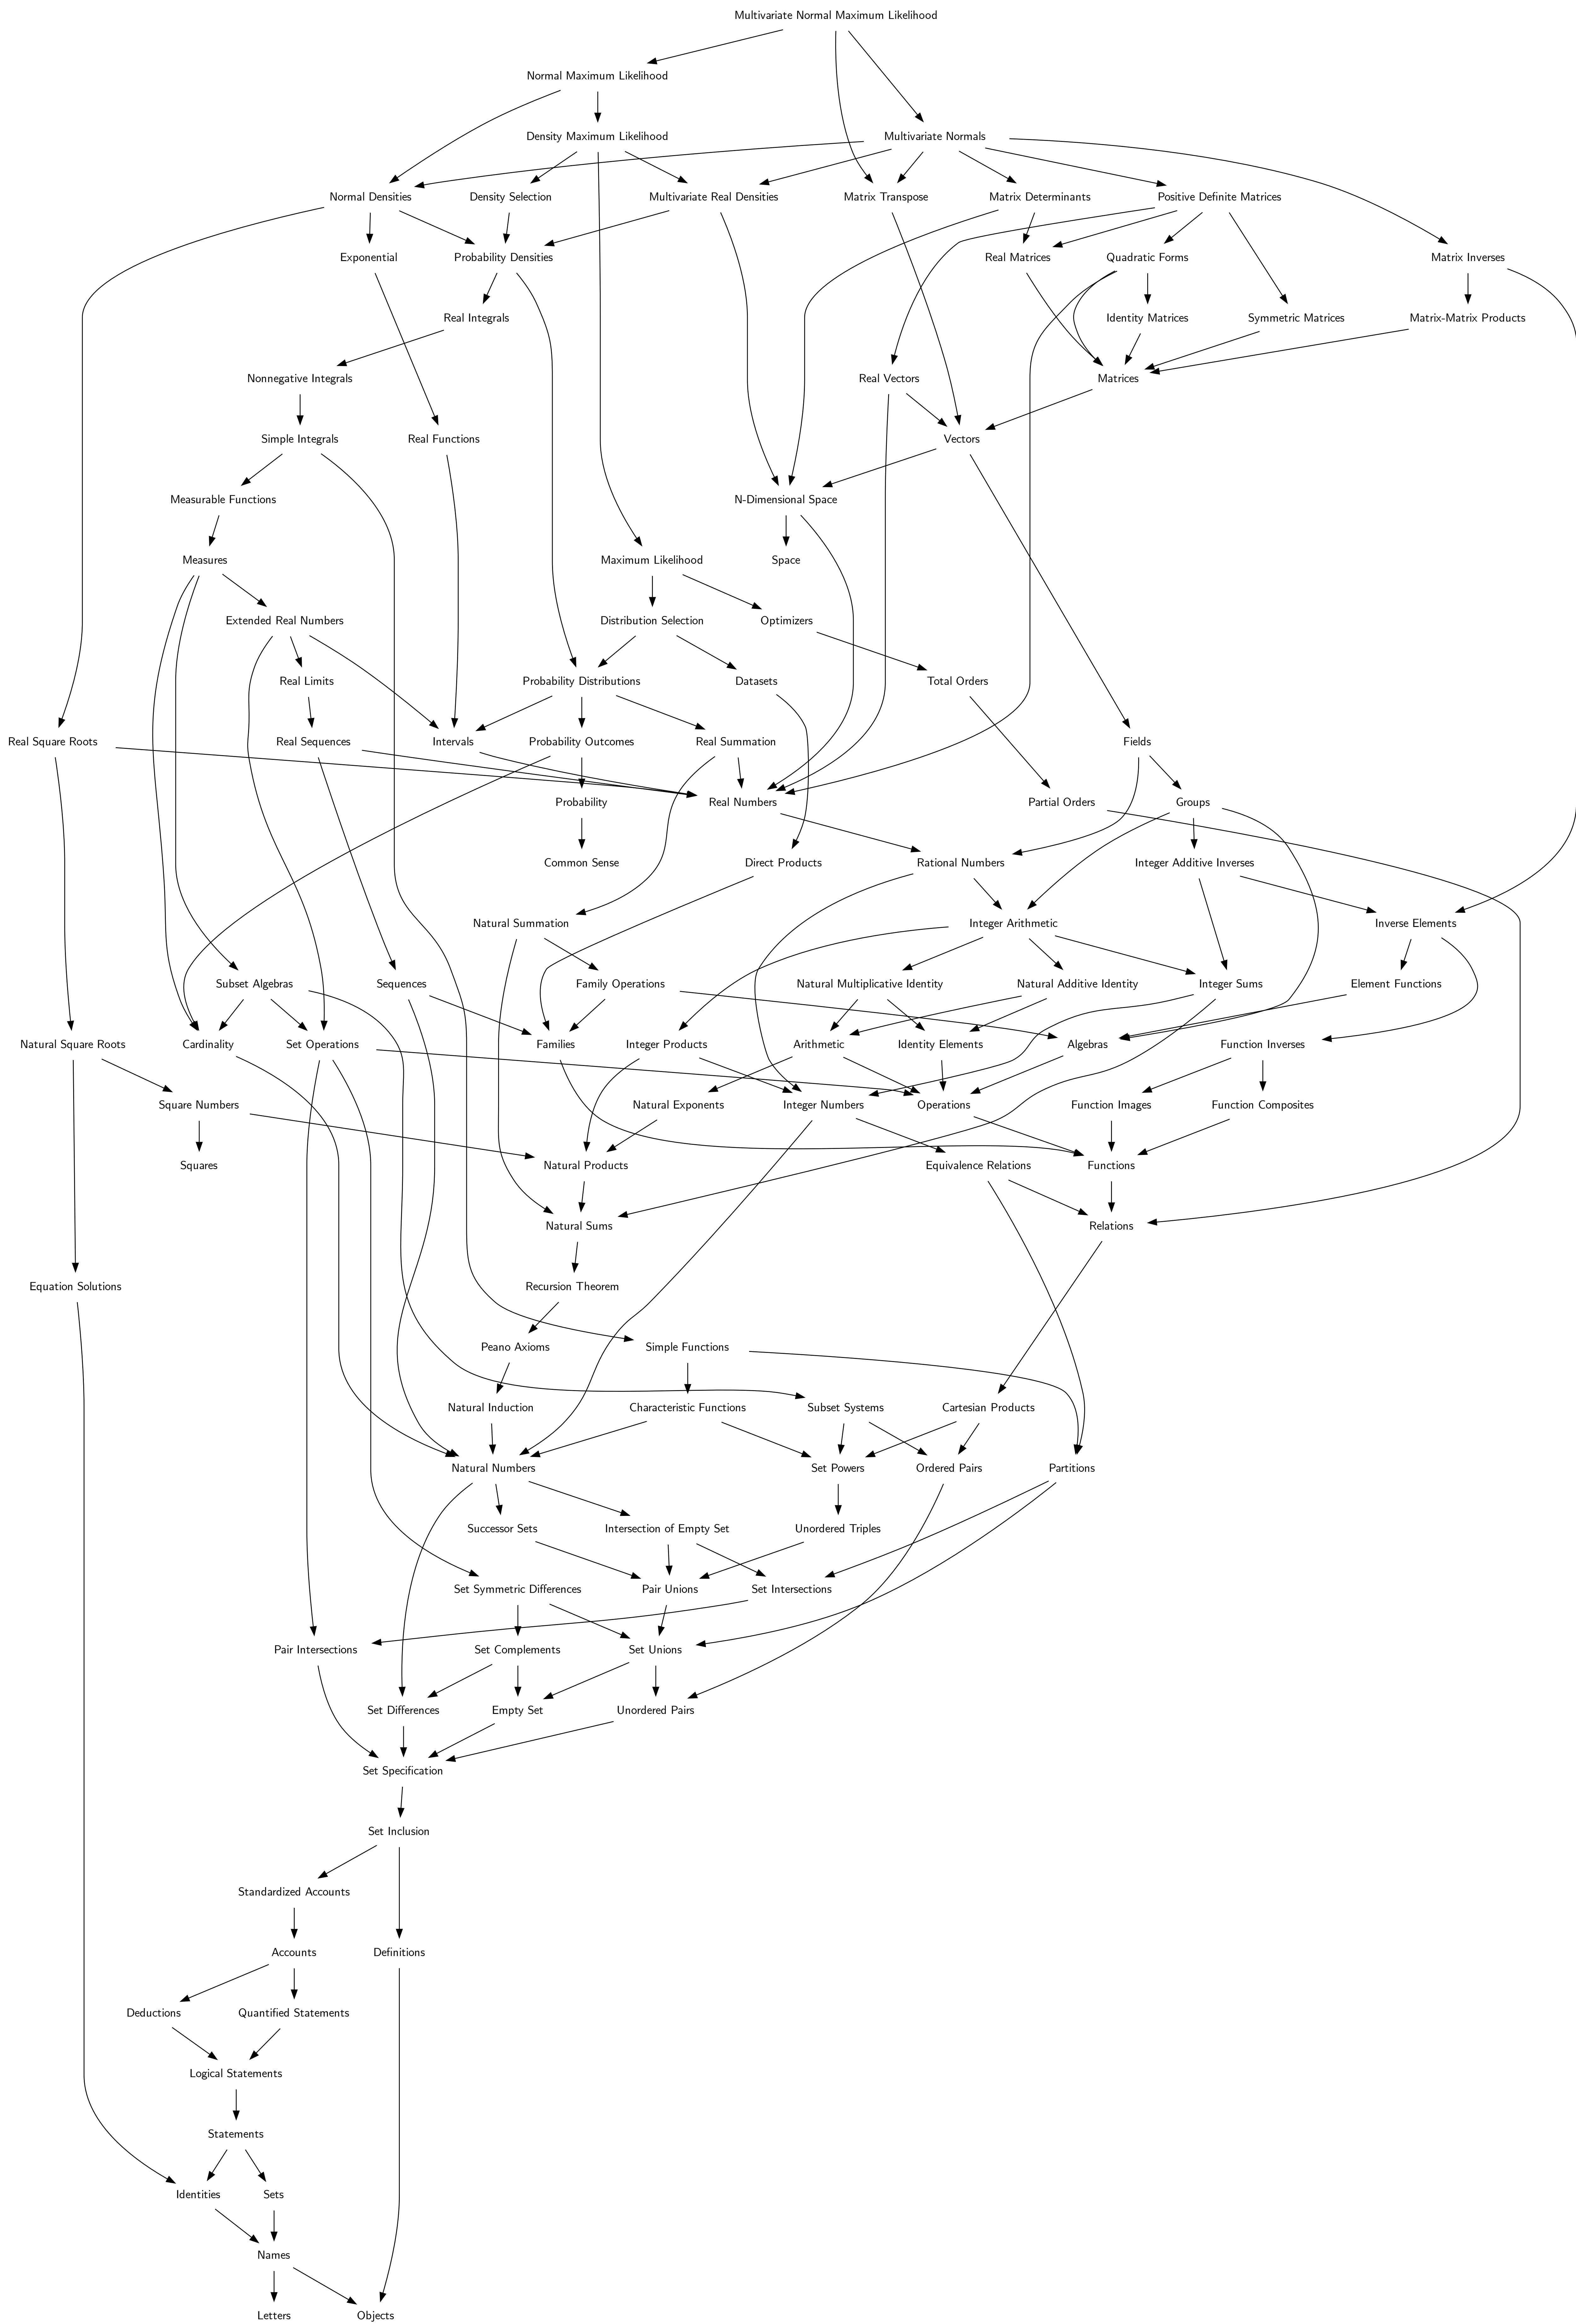 Multivariate Normal Maximum Likelihood
Normal Maximum Likelihood
Density Maximum Likelihood
Multivariate Normals
Normal Densities
Density Selection
Multivariate Real Densities
Matrix Transpose
Matrix Determinants
Positive Definite Matrices
Exponential
Probability Densities
Real Matrices
Quadratic Forms
Matrix Inverses
Real Integrals
Identity Matrices
Symmetric Matrices
Matrix-Matrix Products
Nonnegative Integrals
Real Vectors
Matrices
Simple Integrals
Real Functions
Vectors
Measurable Functions
N-Dimensional Space
Measures
Maximum Likelihood
Space
Extended Real Numbers
Distribution Selection
Optimizers
Real Limits
Probability Distributions
Datasets
Total Orders
Real Square Roots
Real Sequences
Intervals
Probability Outcomes
Real Summation
Fields
Probability
Real Numbers
Partial Orders
Groups
Common Sense
Direct Products
Rational Numbers
Integer Additive Inverses
Natural Summation
Integer Arithmetic
Inverse Elements
Subset Algebras
Sequences
Family Operations
Natural Multiplicative Identity
Natural Additive Identity
Integer Sums
Element Functions
Natural Square Roots
Cardinality
Set Operations
Families
Integer Products
Arithmetic
Identity Elements
Algebras
Function Inverses
Square Numbers
Natural Exponents
Integer Numbers
Operations
Function Images
Function Composites
Squares
Natural Products
Equivalence Relations
Functions
Natural Sums
Relations
Equation Solutions
Recursion Theorem
Peano Axioms
Simple Functions
Natural Induction
Characteristic Functions
Subset Systems
Cartesian Products
Natural Numbers
Set Powers
Ordered Pairs
Partitions
Successor Sets
Intersection of Empty Set
Unordered Triples
Set Symmetric Differences
Pair Unions
Set Intersections
Pair Intersections
Set Complements
Set Unions
Set Differences
Empty Set
Unordered Pairs
Set Specification
Set Inclusion
Standardized Accounts
Accounts
Definitions
Deductions
Quantified Statements
Logical Statements
Statements
Identities
Sets
Names
Letters
Objects